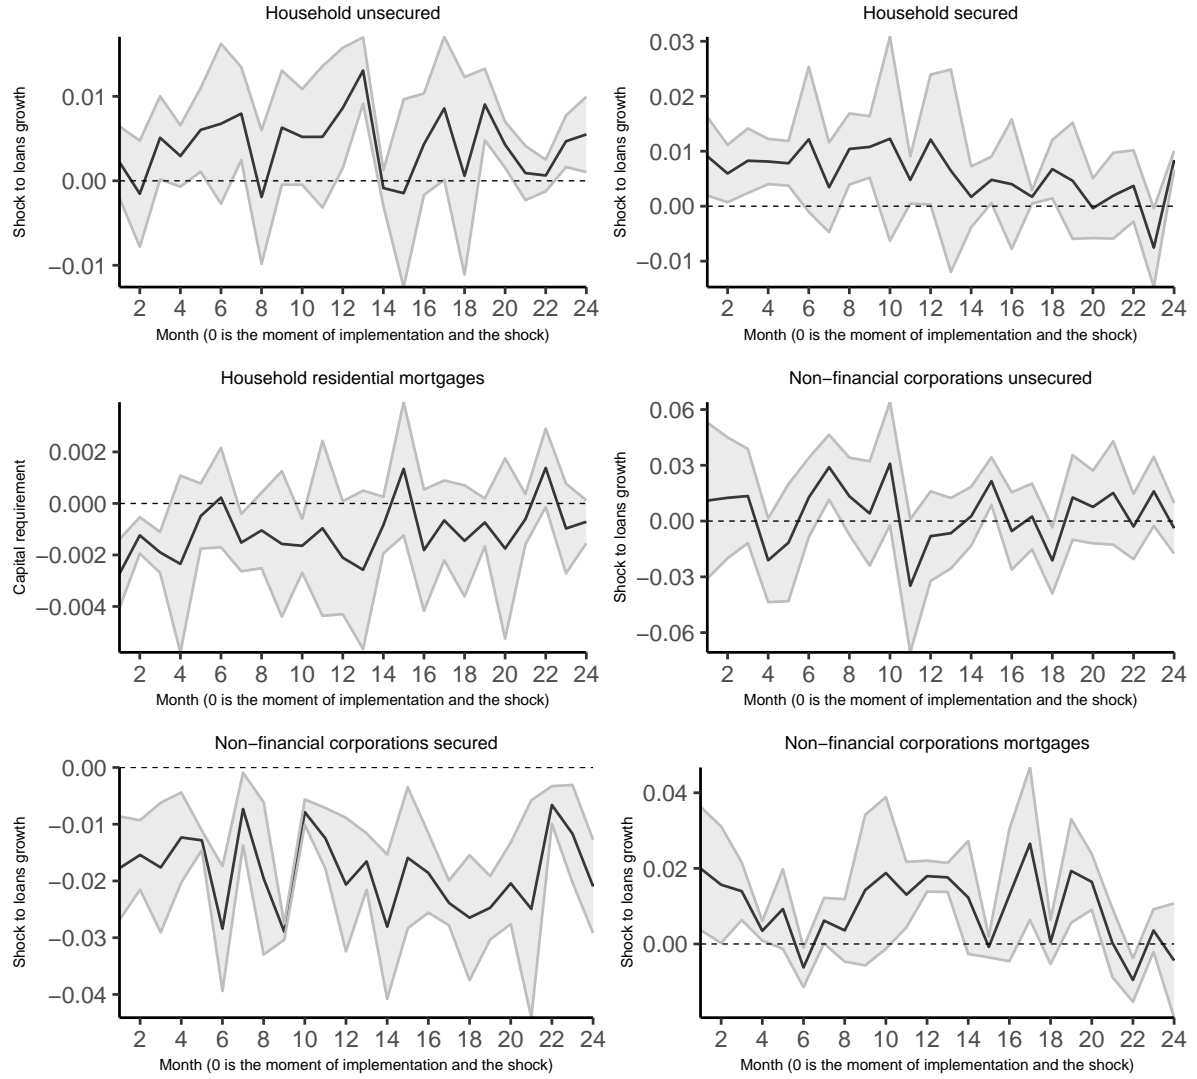 Household unsecured
Shock to loans growth
0.01
0.00
−0.01
2 4 6 8 10 12 14 16 18 20 22 24
Month (0 is the moment of implementation and the shock)
Household secured
Shock to loans growth
0.03
0.02
0.01
0.00
−0.01
2 4 6 8 10 12 14 16 18 20 22 24
Month (0 is the moment of implementation and the shock)
Household residential mortgages
Capital requirement
0.002
0.000
−0.002
−0.004
2 4 6 8 10 12 14 16 18 20 22 24
Month (0 is the moment of implementation and the shock)
Non−financial corporations unsecured
Shock to loans growth
0.06
0.03
0.00
−0.03
−0.06
2 4 6 8 10 12 14 16 18 20 22 24
Month (0 is the moment of implementation and the shock)
Non−financial corporations secured
Shock to loans growth
0.00
−0.01
−0.02
−0.03
−0.04
2 4 6 8 10 12 14 16 18 20 22 24
Month (0 is the moment of implementation and the shock)
Non−financial corporations mortgages
Shock to loans growth
0.04
0.02
0.00
2 4 6 8 10 12 14 16 18 20 22 24
Month (0 is the moment of implementation and the shock)